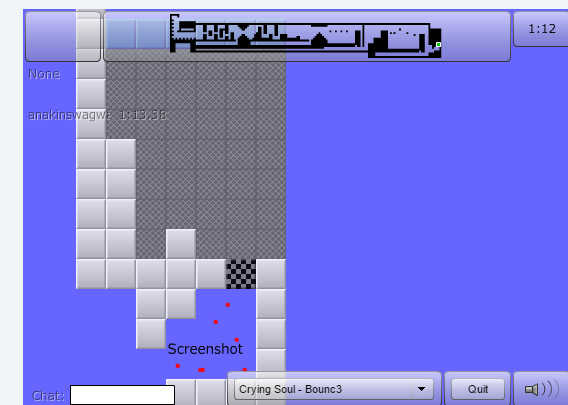 1:12
None
anakinswagwa 1:13.38
Screenshot
Crying Soul - Bounc3
Quit
Chat: